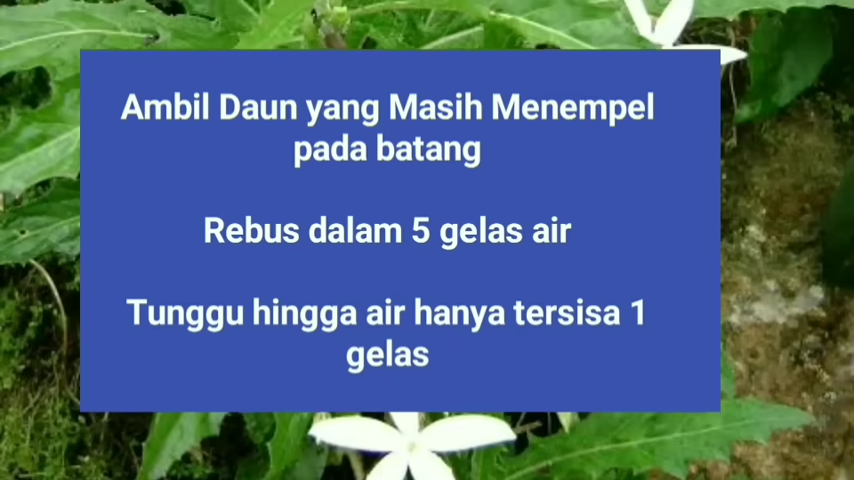 Ambil Daun yang Masih Menempel
pada batang
Rebus dalam 5 gelas air
Tunggu hingga air hanya tersisa 1
gelas